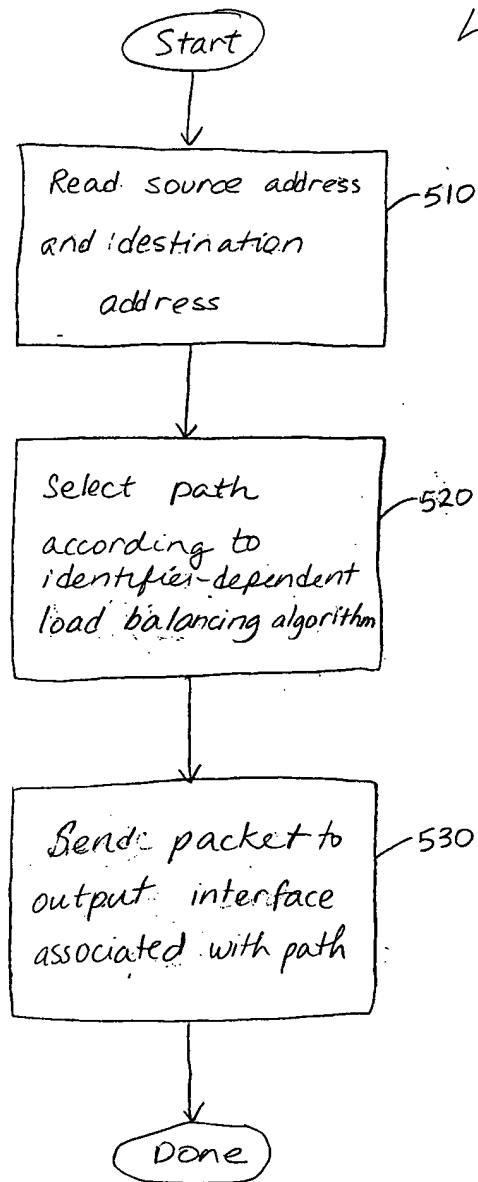 Start
Read source address
and destination
address
510
Select path
according to
identifier-dependent
load balancing algorithm
520
Send packet to
output interface
associated with path
530
Done